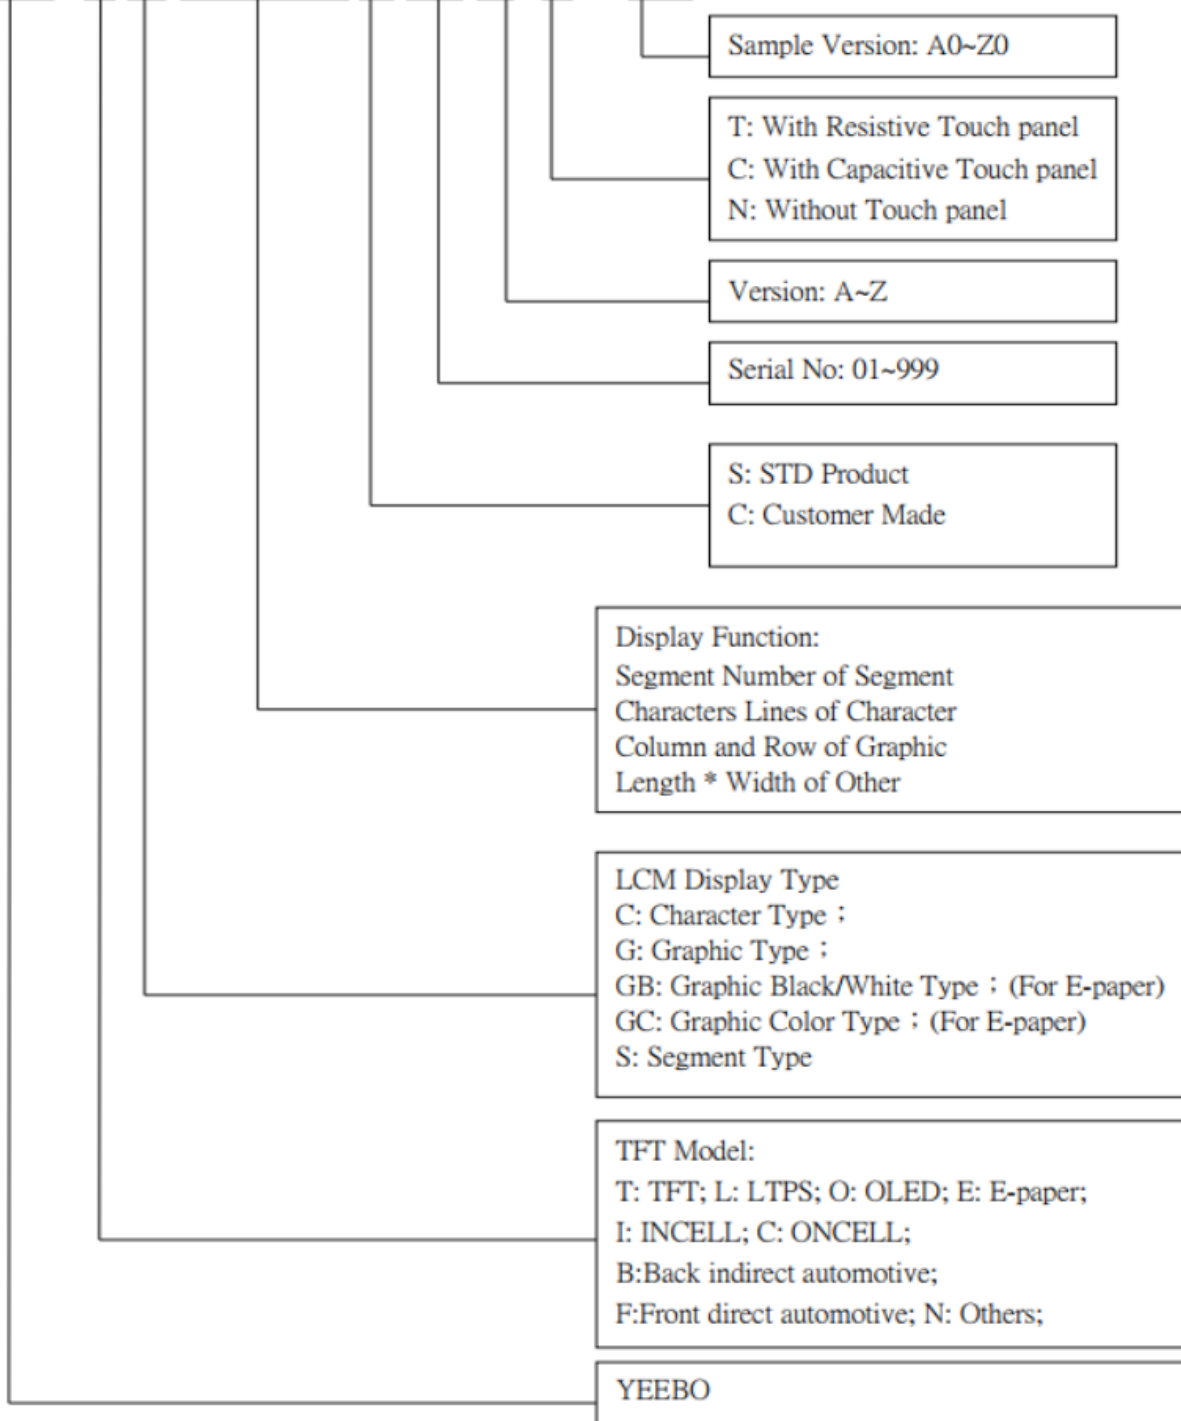 Sample Version: A0~Z0
T: With Resistive Touch panel
C: With Capacitive Touch panel
N: Without Touch panel
Version: A~Z
Serial No: 01~999
S: STD Product
C: Customer Made
Display Function:
Segment Number of Segment
Characters Lines of Character
Column and Row of Graphic
Length * Width of Other
LCM Display Type
C: Character Type；
G: Graphic Type；
GB: Graphic Black/White Type；(For E-paper)
GC: Graphic Color Type；(For E-paper)
S: Segment Type
TFT Model:
T: TFT; L: LTPS; O: OLED; E: E-paper;
I: INCELL; C: ONCELL;
B:Back indirect automotive;
F:Front direct automotive; N: Others;
YEEBO